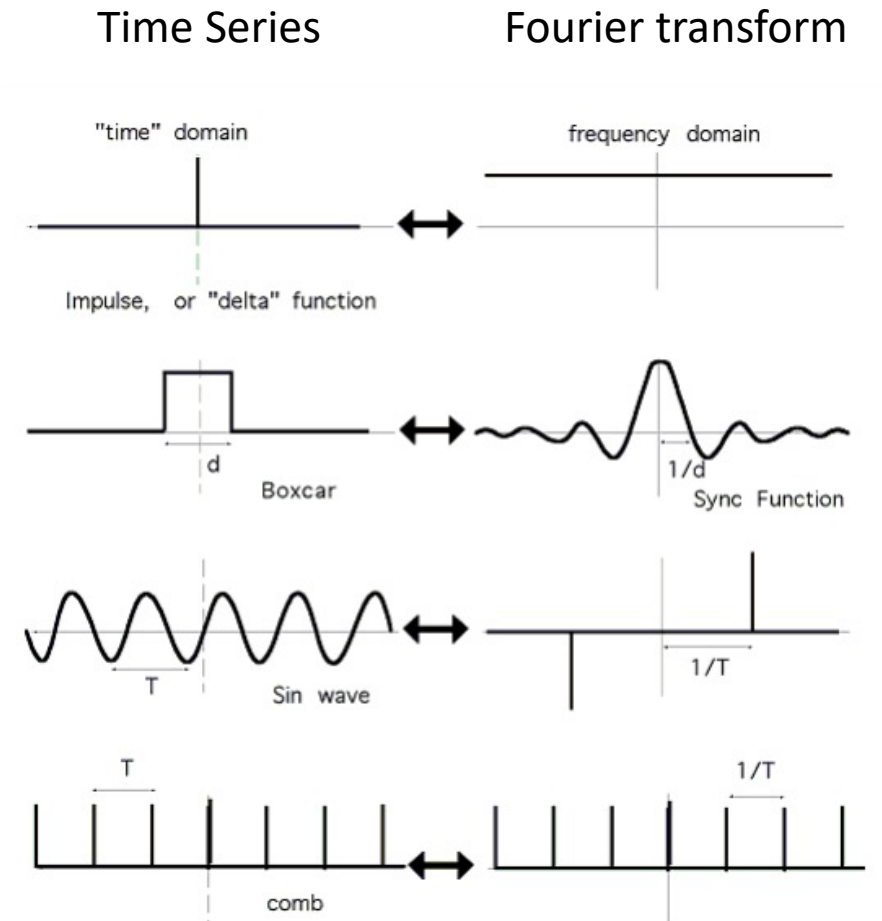 Time Series
Fourier transform
"time" domain
frequency domain
Impulse, or "delta" function
d
Boxcar
1/d
Sync Function
T
Sin wave
1/T
T
1/T
comb